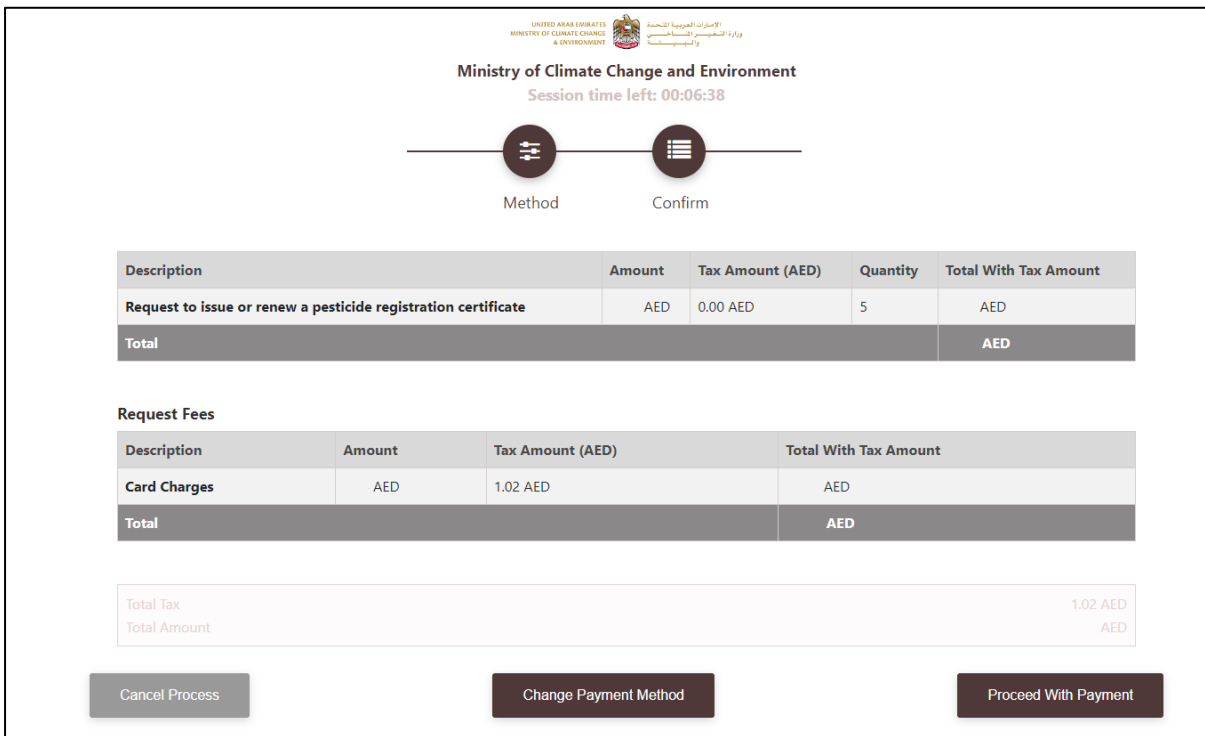 UNITED ARAB EMIRATES
MINISTRY OF CLIMATE CHANGE
& ENVIRONMENT
الإمارات العربية المتحدة
وزارة التغير المناخي
والبيئة
Ministry of Climate Change and Environment
Session time left: 00:06:38
Method Confirm
Description Amount Tax Amount (AED) Quantity Total With Tax Amount
Request to issue or renew a pesticide registration certificate AED 0.00 AED 5 AED
Total AED
Request Fees
Description Amount Tax Amount (AED) Total With Tax Amount
Card Charges AED 1.02 AED AED
Total AED
Total Tax 1.02 AED
Total Amount AED
Cancel Process Change Payment Method Proceed With Payment